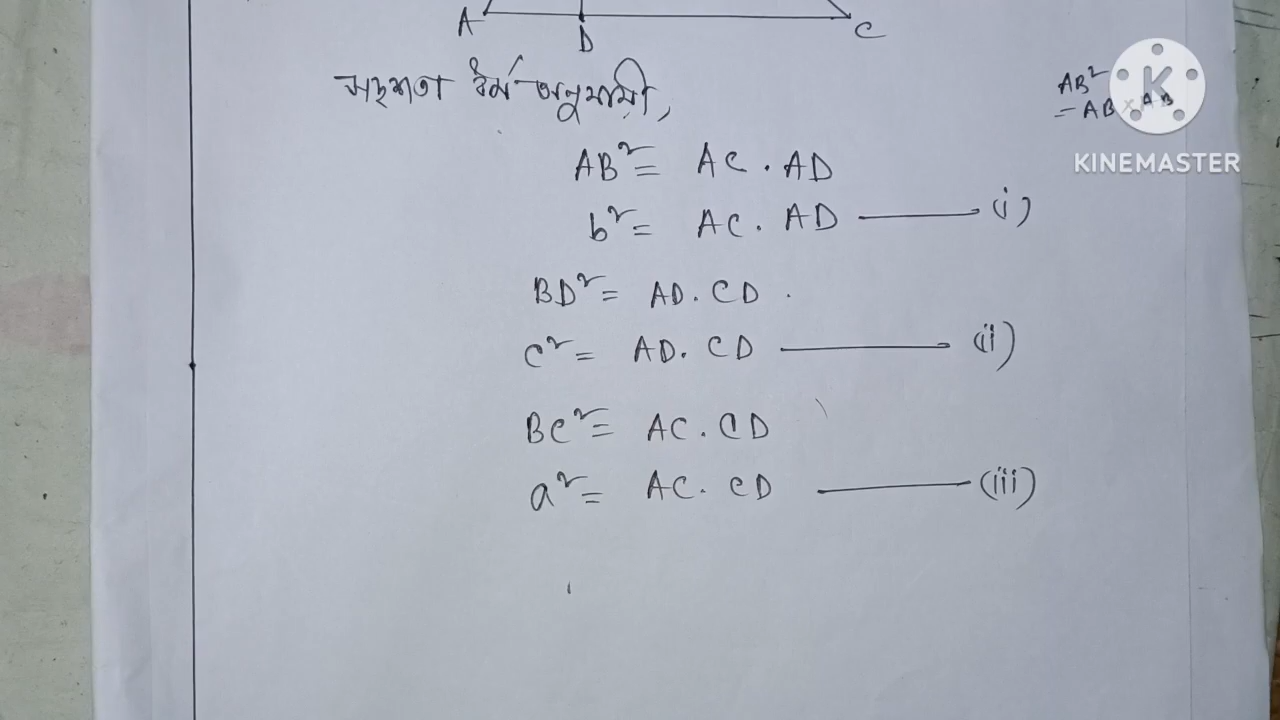 A D C
সদৃশতা ধর্ম অনুযায়ী,
AB² = AC . AD
b² = AC . AD (i)
BD² = AD . CD .
c² = AD . CD (ii)
BC² = AC . CD
a² = AC . CD (iii)
AB²
= AB × AB
KINEMASTER